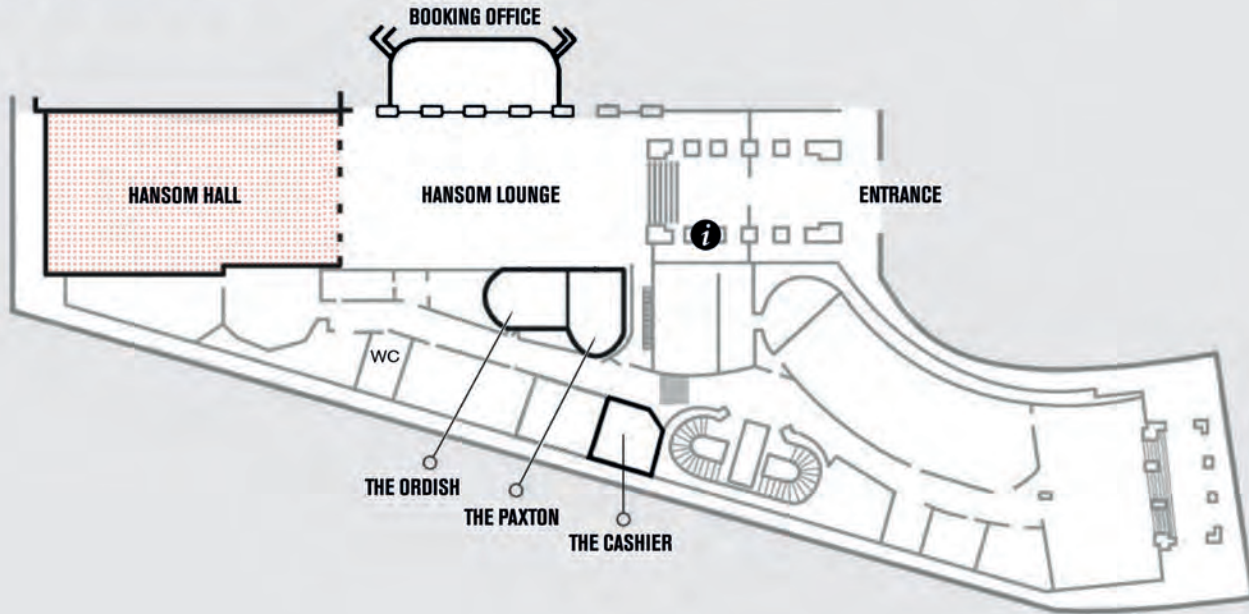 BOOKING OFFICE
HANSOM HALL
HANSOM LOUNGE
ENTRANCE
i
WC
THE ORDISH
THE PAXTON
THE CASHIER